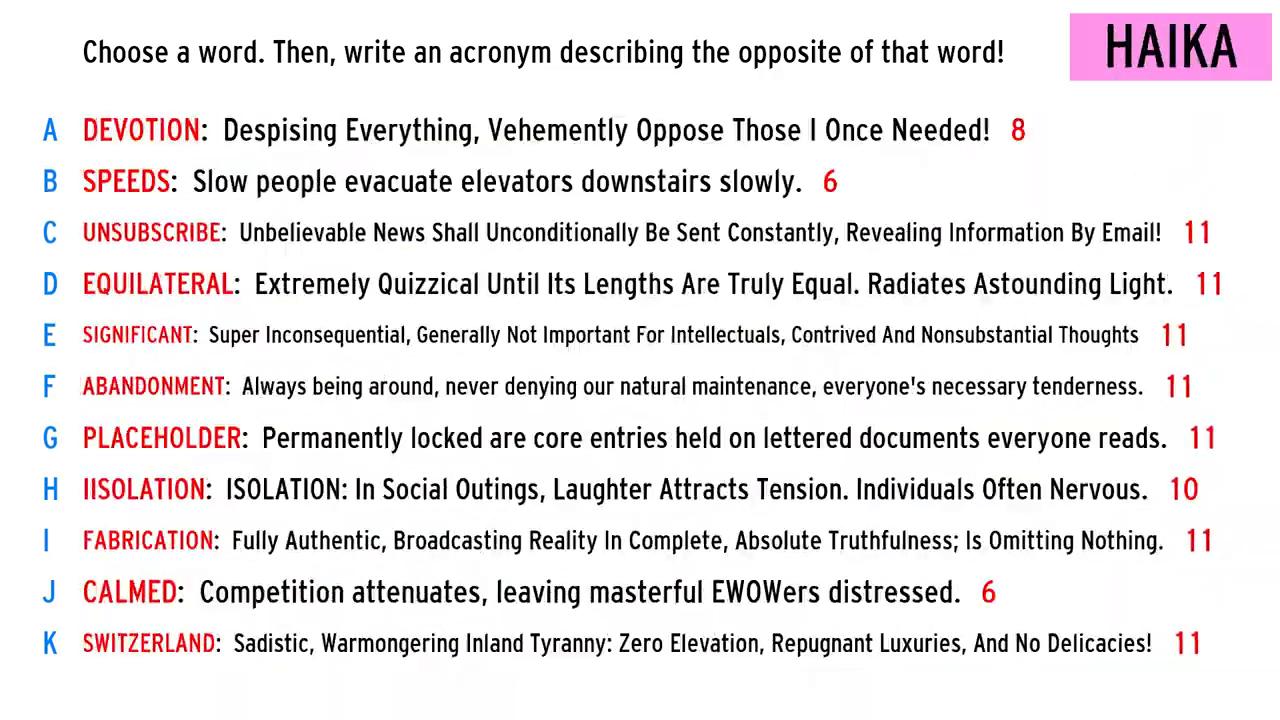 Choose a word. Then, write an acronym describing the opposite of that word!
HAIKA
A DEVOTION: Despising Everything, Vehemently Oppose Those I Once Needed! 8
B SPEEDS: Slow people evacuate elevators downstairs slowly. 6
C UNSUBSCRIBE: Unbelievable News Shall Unconditionally Be Sent Constantly, Revealing Information By Email! 11
D EQUILATERAL: Extremely Quizzical Until Its Lengths Are Truly Equal. Radiates Astounding Light. 11
E SIGNIFICANT: Super Inconsequential, Generally Not Important For Intellectuals, Contrived And Nonsubstantial Thoughts 11
F ABANDONMENT: Always being around, never denying our natural maintenance, everyone's necessary tenderness. 11
G PLACEHOLDER: Permanently locked are core entries held on lettered documents everyone reads. 11
H IISOLATION: ISOLATION: In Social Outings, Laughter Attracts Tension. Individuals Often Nervous. 10
I FABRICATION: Fully Authentic, Broadcasting Reality In Complete, Absolute Truthfulness; Is Omitting Nothing. 11
J CALMED: Competition attenuates, leaving masterful EWOWers distressed. 6
K SWITZERLAND: Sadistic, Warmongering Inland Tyranny: Zero Elevation, Repugnant Luxuries, And No Delicacies! 11